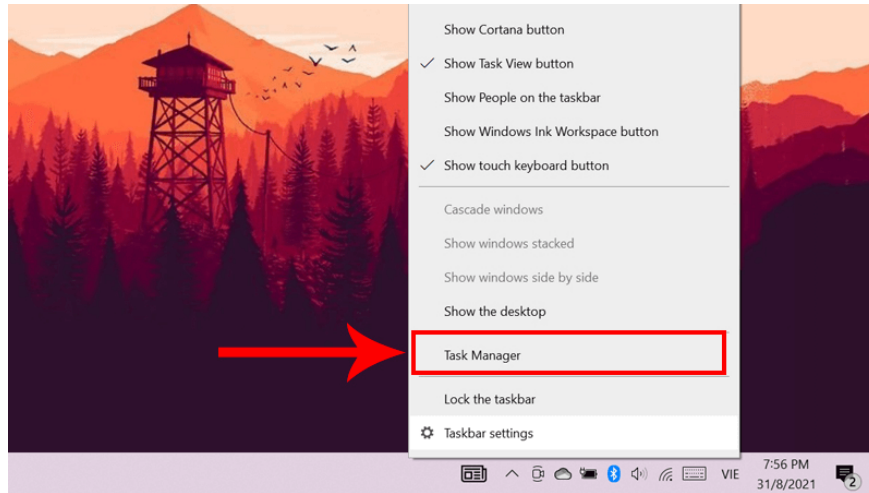 Show Cortana button
Show Task View button
Show People on the taskbar
Show Windows Ink Workspace button
Show touch keyboard button
Cascade windows
Show windows stacked
Show windows side by side
Show the desktop
Task Manager
Lock the taskbar
Taskbar settings
VIE
7:56 PM
31/8/2021
2